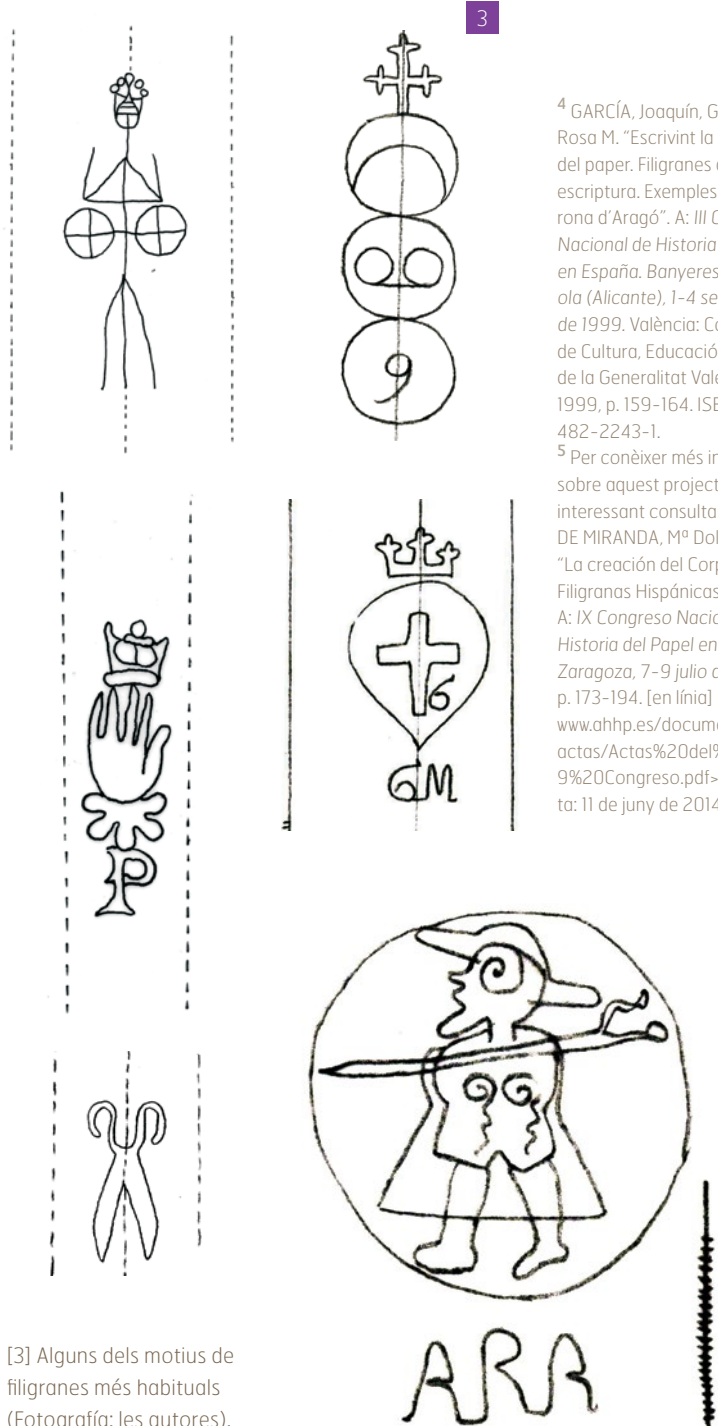 3
⁴ GARCÍA, Joaquín, G
Rosa M. “Escrivint la
del paper. Filigranes
escriptura. Exemples
rona d’Aragó”. A: III
Nacional de Historia
en España. Banyeres
ola (Alicante), 1-4 se
de 1999. València: Co
de Cultura, Educació
de la Generalitat Vale
1999, p. 159-164. ISB
482-2243-1.
⁵ Per conèixer més in
sobre aquest project
interessant consulta
DE MIRANDA, Mª Dol
“La creación del Corp
Filigranas Hispánicas
A: IX Congreso Nacio
Historia del Papel en
Zaragoza, 7-9 julio
p. 173-194. [en línia]
www.ahhp.es/docume
actas/Actas%20del%
9%20Congreso.pdf>
ta: 11 de juny de 2014
9
P
6
6M
ARA
[3] Alguns dels motius de
filigranes més habituals
(Fotografía: les autores).